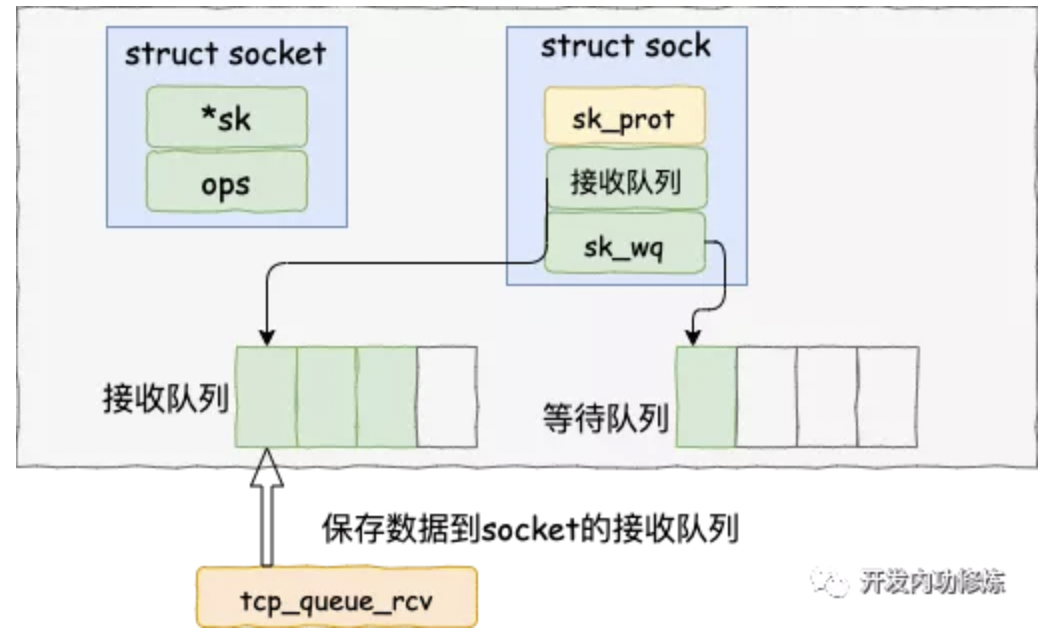 struct socket
*sk
ops
struct sock
sk_prot
接收队列
sk_wq
接收队列
等待队列
保存数据到socket的接收队列
tcp_queue_rcv
开发内功修炼